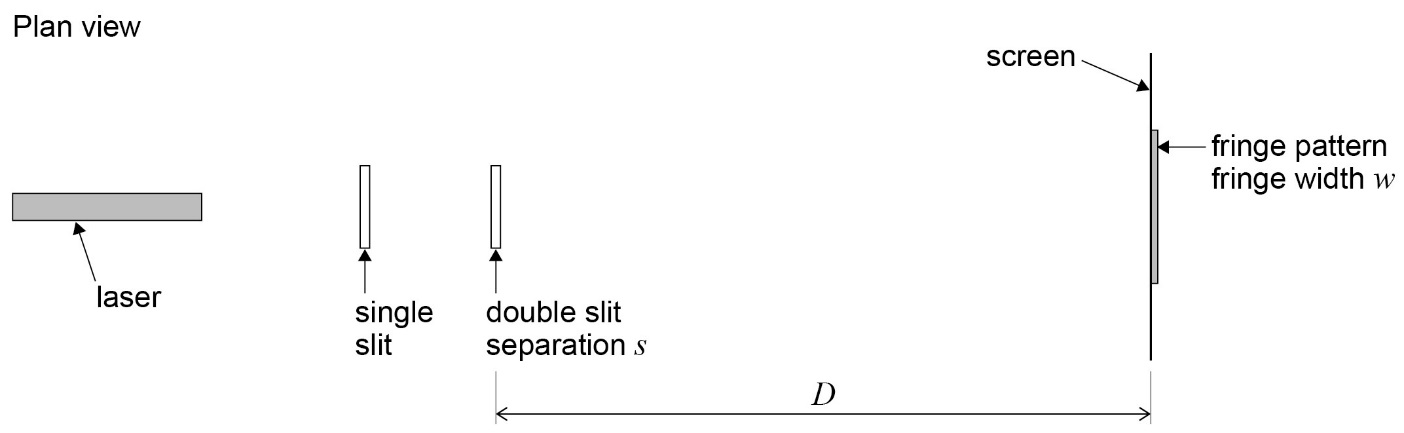 Plan view
screen
fringe pattern
fringe width w
laser
single
slit
double slit
separation s
D